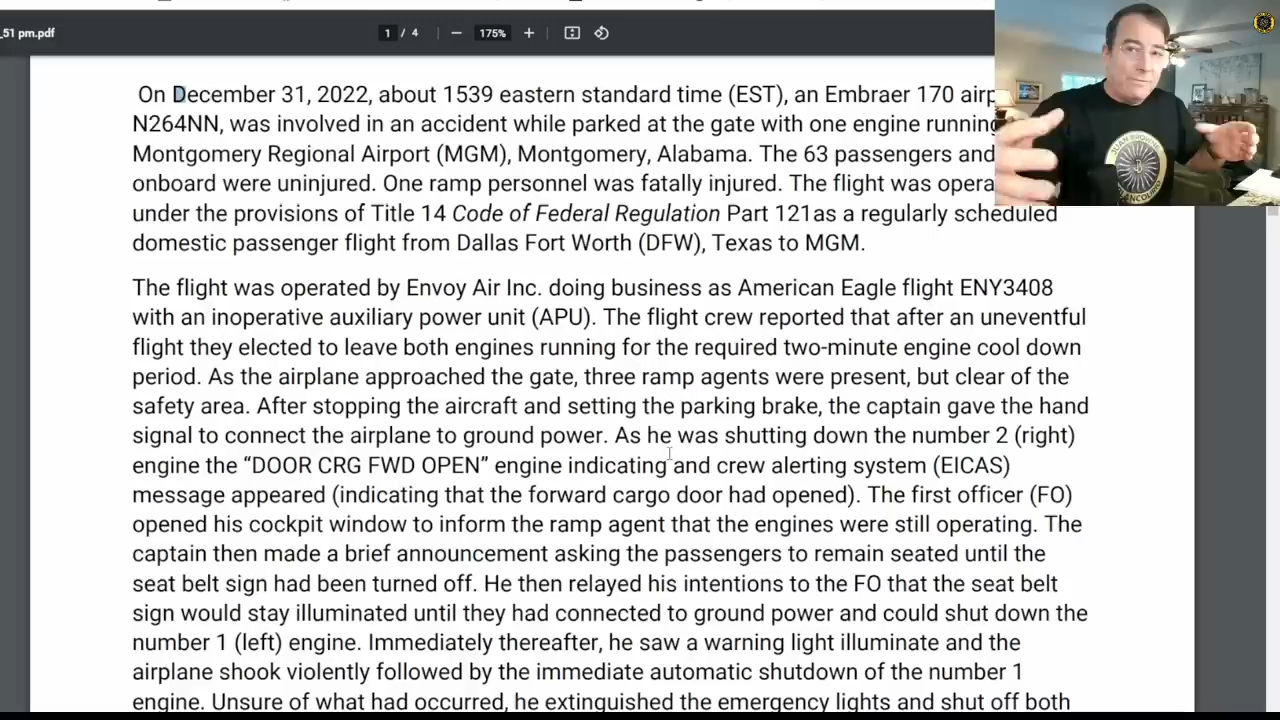 _51 pm.pdf
1 / 4
175%
On December 31, 2022, about 1539 eastern standard time (EST), an Embraer 170 airp
N264NN, was involved in an accident while parked at the gate with one engine running
Montgomery Regional Airport (MGM), Montgomery, Alabama. The 63 passengers and
onboard were uninjured. One ramp personnel was fatally injured. The flight was opera
under the provisions of Title 14 Code of Federal Regulation Part 121as a regularly scheduled
domestic passenger flight from Dallas Fort Worth (DFW), Texas to MGM.
The flight was operated by Envoy Air Inc. doing business as American Eagle flight ENY3408
with an inoperative auxiliary power unit (APU). The flight crew reported that after an uneventful
flight they elected to leave both engines running for the required two-minute engine cool down
period. As the airplane approached the gate, three ramp agents were present, but clear of the
safety area. After stopping the aircraft and setting the parking brake, the captain gave the hand
signal to connect the airplane to ground power. As he was shutting down the number 2 (right)
engine the “DOOR CRG FWD OPEN” engine indicating and crew alerting system (EICAS)
message appeared (indicating that the forward cargo door had opened). The first officer (FO)
opened his cockpit window to inform the ramp agent that the engines were still operating. The
captain then made a brief announcement asking the passengers to remain seated until the
seat belt sign had been turned off. He then relayed his intentions to the FO that the seat belt
sign would stay illuminated until they had connected to ground power and could shut down the
number 1 (left) engine. Immediately thereafter, he saw a warning light illuminate and the
airplane shook violently followed by the immediate automatic shutdown of the number 1
engine. Unsure of what had occurred, he extinguished the emergency lights and shut off both